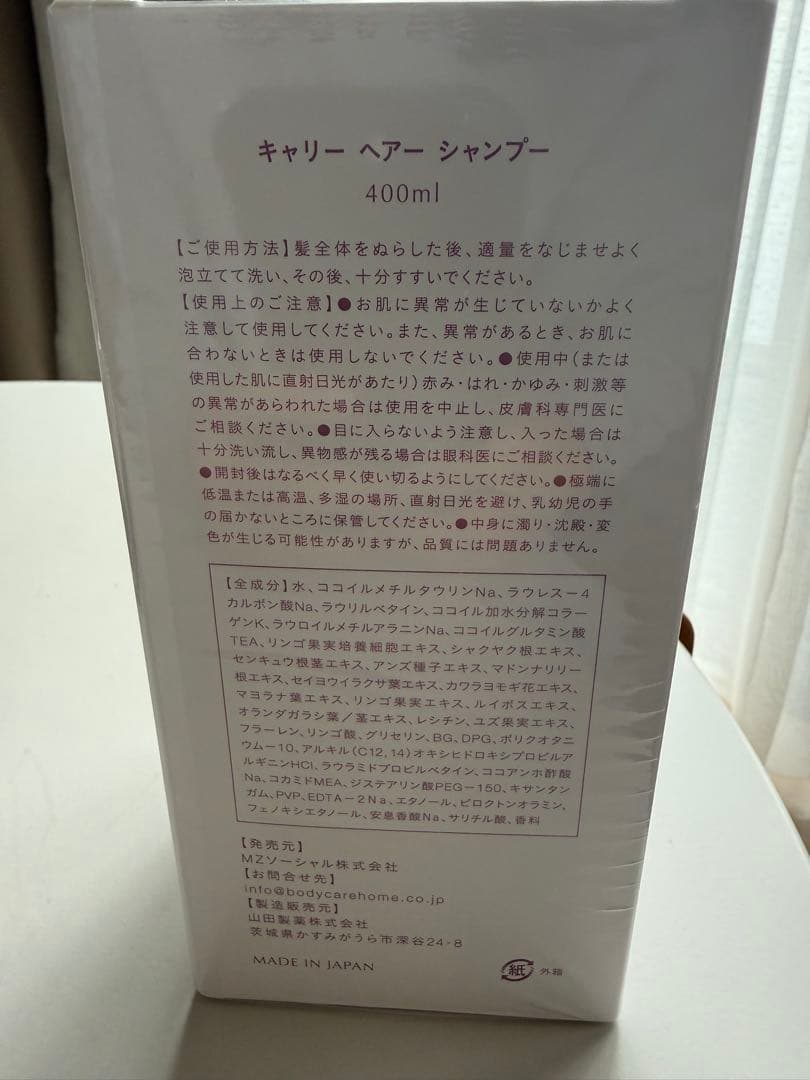 キャリー ヘアー シャンプー
400ml
【ご使用方法】髪全体をぬらした後、適量をなじませよく
泡立てて洗い、その後、十分すすいでください。
【使用上のご注意】●お肌に異常が生じていないかよく
注意して使用してください。また、異常があるとき、お肌に
合わないときは使用しないでください。●使用中(または
使用した肌に直射日光があたり)赤み・はれ・かゆみ・刺激等
の異常があらわれた場合は使用を中止し、皮膚科専門医に
ご相談ください。●目に入らないよう注意し、入った場合は
十分洗い流し、異物感が残る場合は眼科医にご相談ください。
●開封後はなるべく早く使い切るようにしてください。●極端に
低温または高温、多湿の場所、直射日光を避け、乳幼児の手
の届かないところに保管してください。●中身に濁り・沈殿・変
色が生じる可能性がありますが、品質には問題ありません。
【全成分】水、ココイルメチルタウリンNa、ラウレス－4
カルボン酸Na、ラウリルベタイン、ココイル加水分解コラー
ゲンK、ラウロイルメチルアラニンNa、ココイルグルタミン酸
TEA、リンゴ果実培養細胞エキス、シャクヤク根エキス、
センキュウ根茎エキス、アンズ種子エキス、マドンナリリー
根エキス、セイヨウイラクサ葉エキス、カワラヨモギ花エキス、
マヨラナ葉エキス、リンゴ果実エキス、ルイボスエキス、
オランダガラシ葉／茎エキス、レシチン、ユズ果実エキス、
フラーレン、リンゴ酸、グリセリン、BG、DPG、ポリクオタニ
ウム－10、アルキル(C12,14)オキシヒドロキシプロピルア
ルギニンHCl、ラウラミドプロピルベタイン、ココアンホ酢酸
Na、コカミドMEA、ジステアリン酸PEG－150、キサンタン
ガム、PVP、EDTA－2Na、エタノール、ピロクトンオラミン、
フェノキシエタノール、安息香酸Na、サリチル酸、香料
【発売元】
MZソーシャル株式会社
【お問合せ先】
info@bodycarehome.co.jp
【製造販売元】
山田製薬株式会社
茨城県かすみがうら市深谷24-8
MADE IN JAPAN
紙 外箱